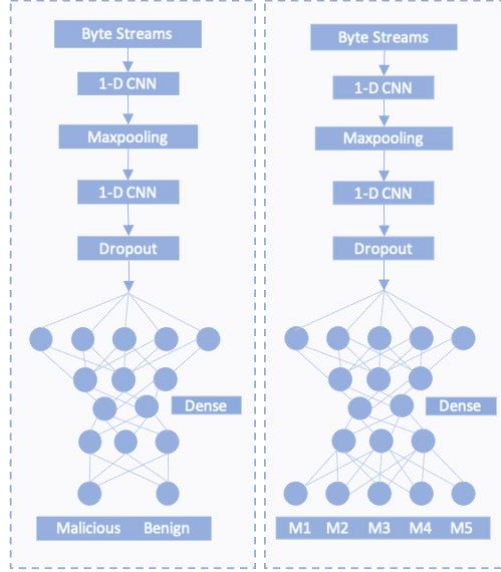 Byte Streams
1-D CNN
Maxpooling
1-D CNN
Dropout
Dense
Malicious Benign
Byte Streams
1-D CNN
Maxpooling
1-D CNN
Dropout
Dense
M1 M2 M3 M4 M5